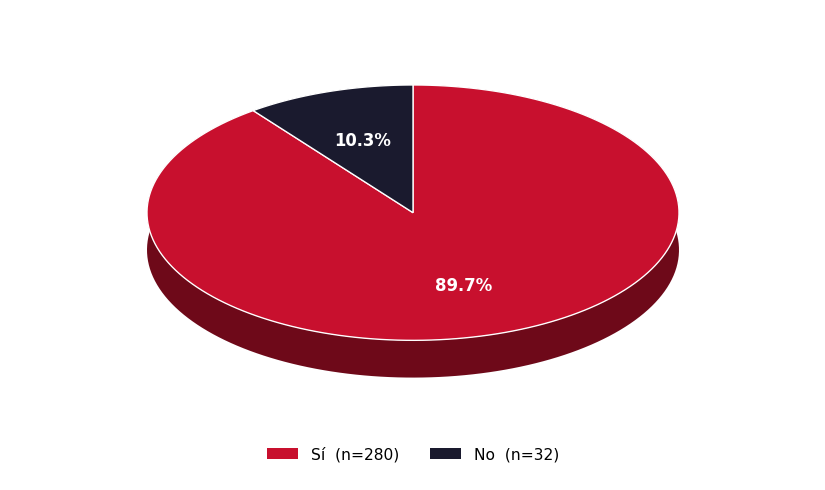 10.3%
89.7%
Sí (n=280) No (n=32)